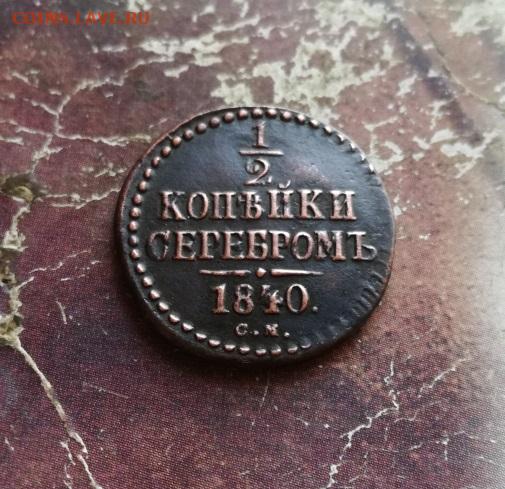 COINS.LAVE.RU
1
2
КОПѢЙКИ
СЕРЕБРОМЪ
1840.
С.М.